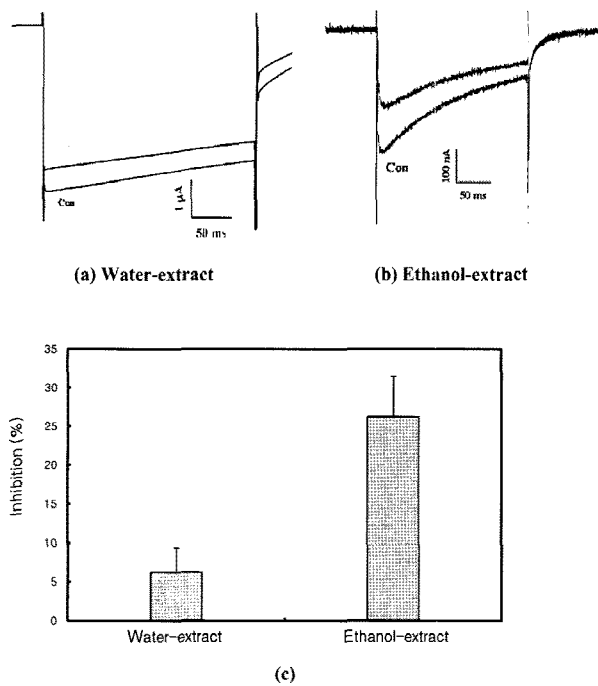 (a)
(b)
Con
1 µA
50 ms
Con
100 nA
50 ms
(a) Water-extract
(b) Ethanol-extract
35
30
25
20
15
10
5
0
Inhibition (%)
Water-extract
Ethanol-extract
(c)